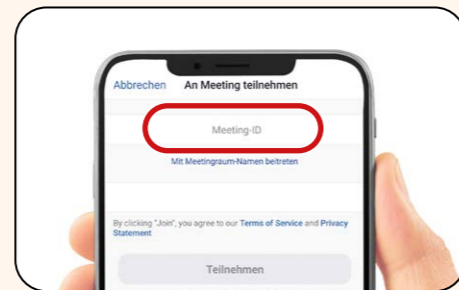 Abbrechen An Meeting teilnehmen
Meeting-ID
Mit Meetingraum-Namen beitreten
By clicking "Join", you agree to our Terms of Service and Privacy
Statement
Teilnehmen